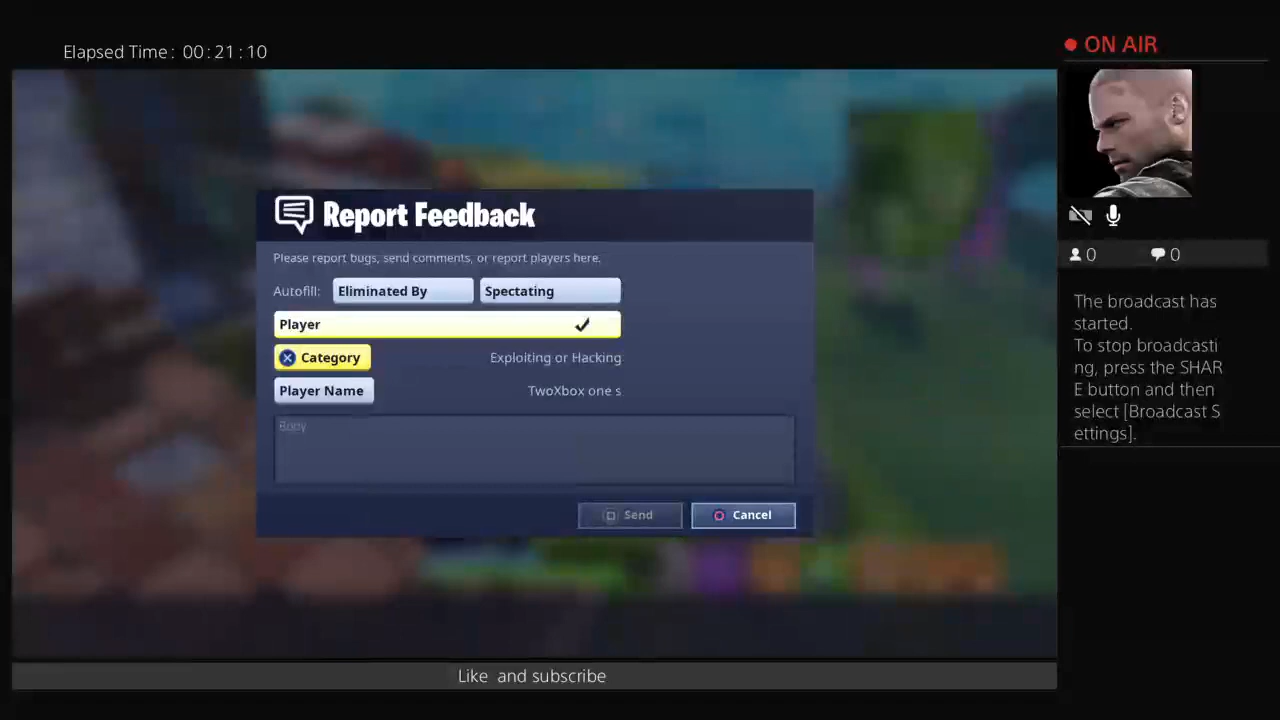 Elapsed Time: 00:21:10
ON AIR
Report Feedback
Please report bugs, send comments, or report players here.
Autofill: Eliminated By Spectating
Player
Category Exploiting or Hacking
Player Name TwoXbox one s
Body
Send Cancel
0 0
The broadcast has
started.
To stop broadcasti
ng, press the SHAR
E button and then
select [Broadcast S
ettings].
Like and subscribe